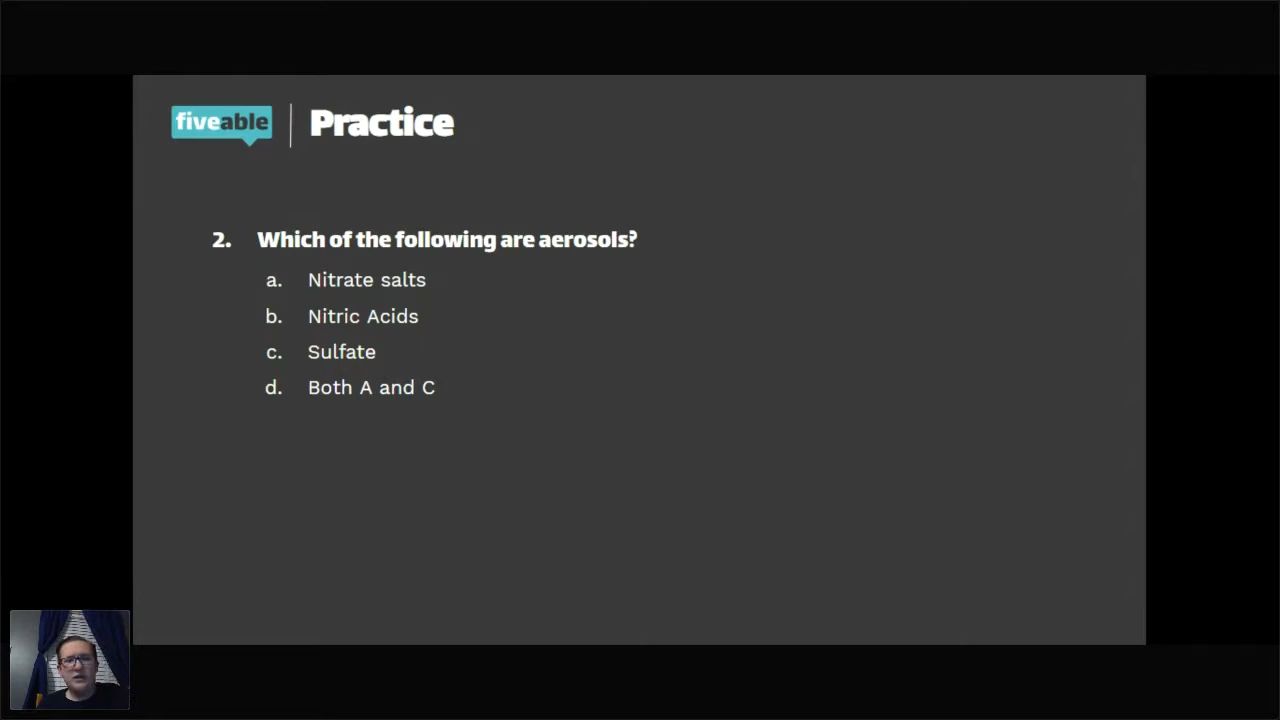 fiveable | Practice
2. Which of the following are aerosols?
a. Nitrate salts
b. Nitric Acids
c. Sulfate
d. Both A and C